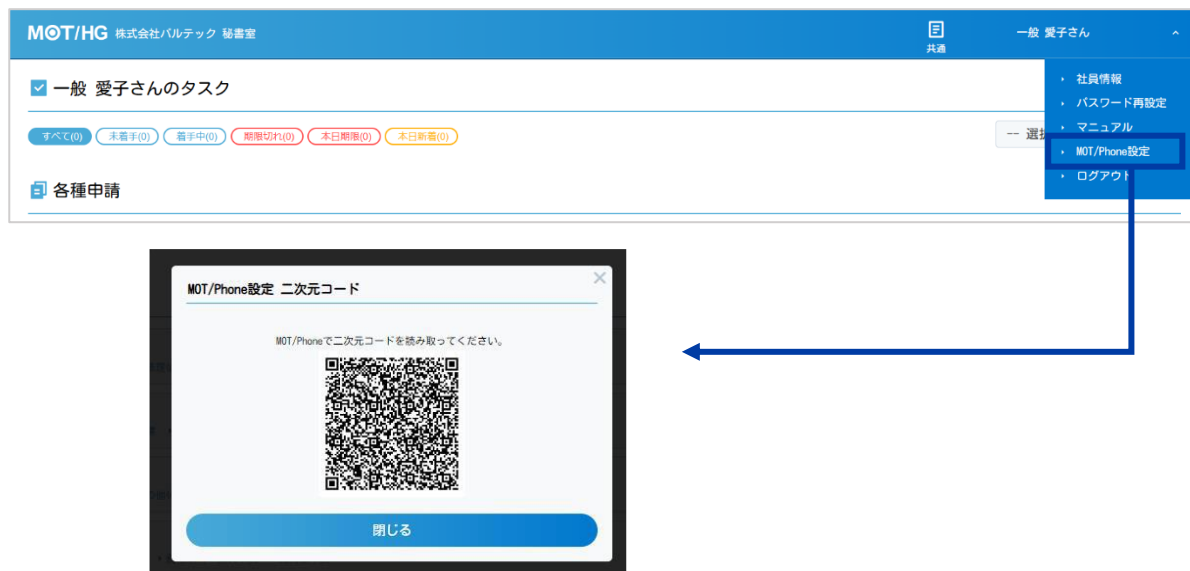 MOT/HG 株式会社バルテック 秘書室
共通
一般 愛子さん
社員情報
パスワード再設定
マニュアル
MOT/Phone設定
ログアウト
一般 愛子さんのタスク
すべて(0) 未着手(0) 着手中(0) 期限切れ(0) 本日期限(0) 本日新着(0)
-- 選択
各種申請
MOT/Phone設定 二次元コード
MOT/Phoneで二次元コードを読み取ってください。
閉じる